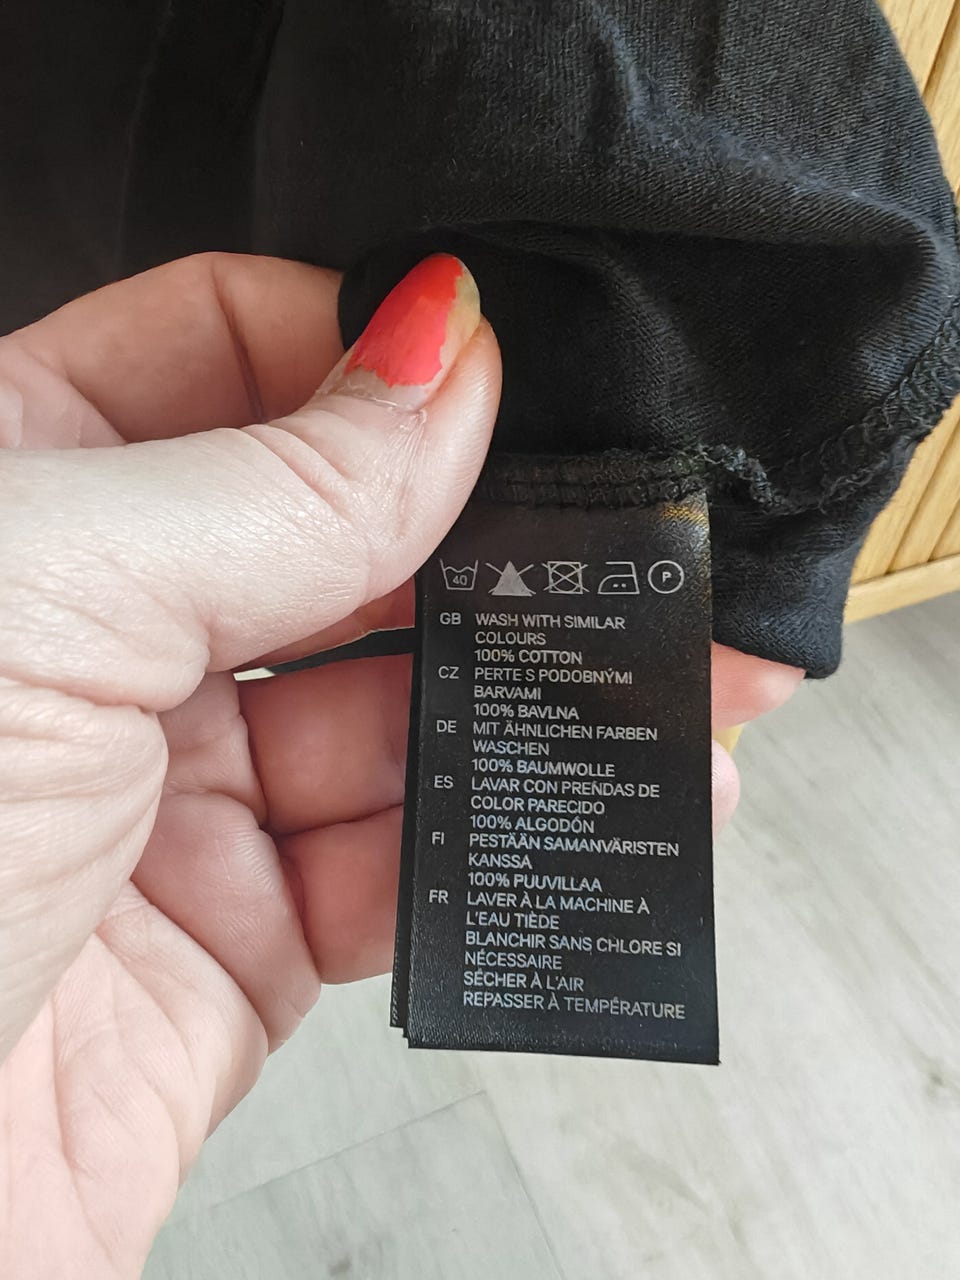 40 P
GB WASH WITH SIMILAR
COLOURS
100% COTTON
CZ PERTE S PODOBNÝMI
BARVAMI
100% BAVLNA
DE MIT ÄHNLICHEN FARBEN
WASCHEN
100% BAUMWOLLE
ES LAVAR CON PRENDAS DE
COLOR PARECIDO
100% ALGODÓN
FI PESTÄÄN SAMANVÄRISTEN
KANSSA
100% PUUVILLAA
FR LAVER À LA MACHINE À
L'EAU TIÈDE
BLANCHIR SANS CHLORE SI
NÉCESSAIRE
SÉCHER À L'AIR
REPASSER À TEMPÉRATURE